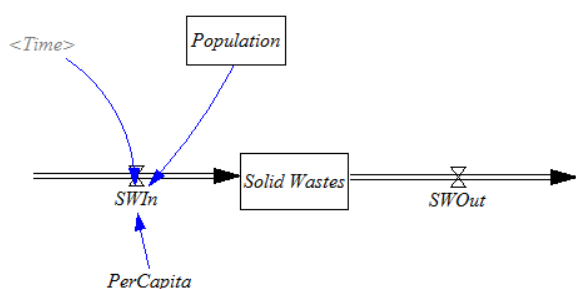 Population
<Time>
Solid Wastes
SWIn
SWOut
PerCapita